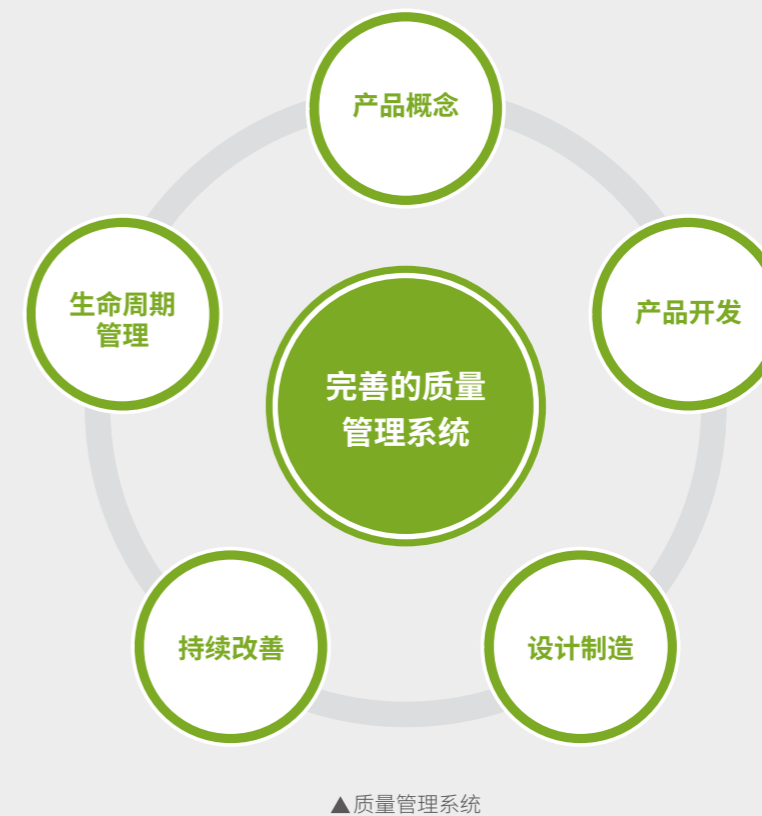 产品概念
产品开发
设计制造
持续改善
生命周期
管理
完善的质量
管理系统
▲质量管理系统